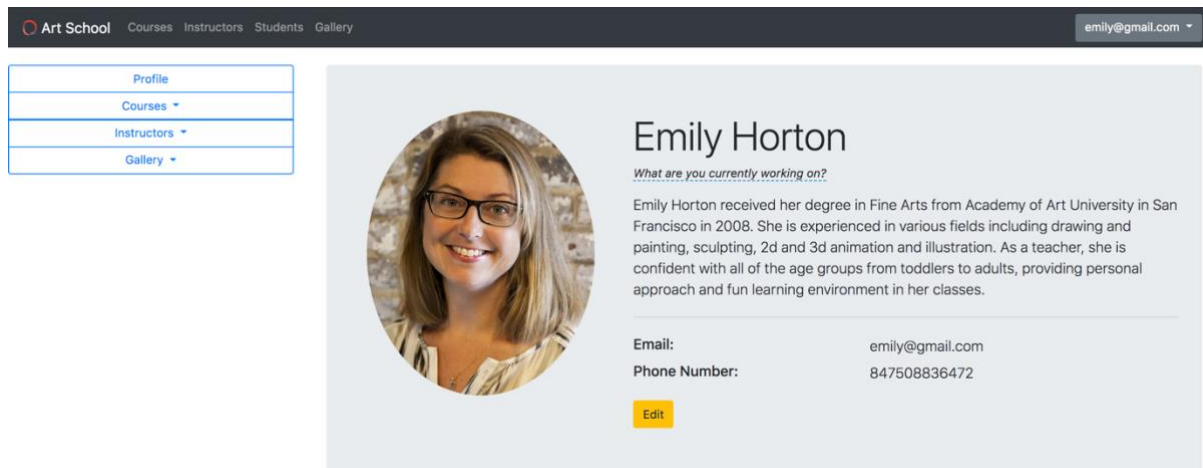 Art School Courses Instructors Students Gallery emily@gmail.com
Profile
Courses
Instructors
Gallery
Emily Horton
What are you currently working on?
Emily Horton received her degree in Fine Arts from Academy of Art University in San
Francisco in 2008. She is experienced in various fields including drawing and
painting, sculpting, 2d and 3d animation and illustration. As a teacher, she is
confident with all of the age groups from toddlers to adults, providing personal
approach and fun learning environment in her classes.
Email: emily@gmail.com
Phone Number: 847508836472
Edit